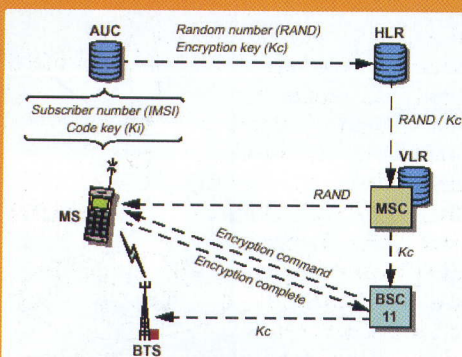 AUC
Random number (RAND)
Encryption key (Kc)
HLR
Subscriber number (IMSI)
Code key (Ki)
RAND / Kc
VLR
MS
RAND
MSC
Encryption command
Encryption complete
Kc
BSC
11
Kc
BTS